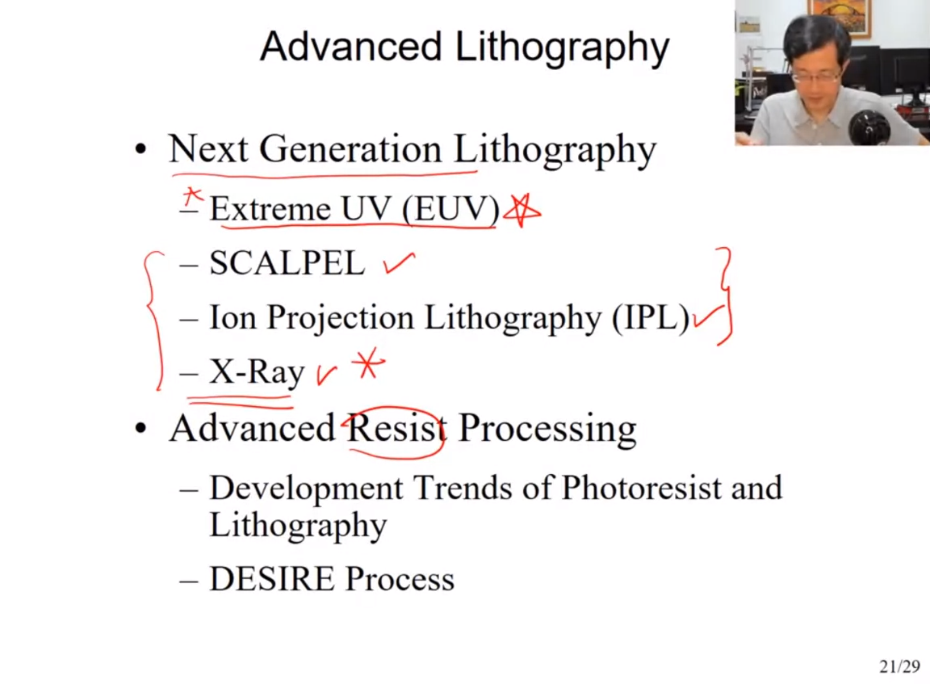 Advanced Lithography
• Next Generation Lithography
– Extreme UV (EUV)
– SCALPEL
– Ion Projection Lithography (IPL)
– X-Ray
• Advanced Resist Processing
– Development Trends of Photoresist and
Lithography
– DESIRE Process
21/29